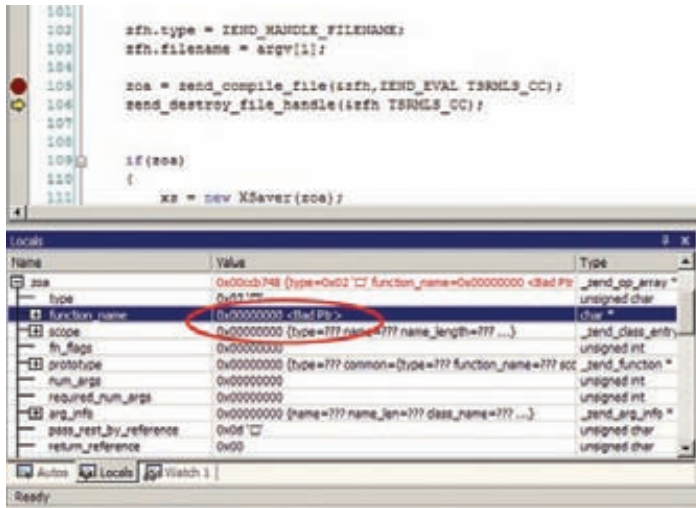 101
102 zfh.type = ZEND_HANDLE_FILENAME;
103 zfh.filename = argv[1];
104
105 zoa = zend_compile_file(&zfh,ZEND_EVAL TSRMLS_CC);
106 zend_destroy_file_handle(&zfh TSRMLS_CC);
107
108
109 if(zoa)
110 {
111 xs = new XSaver(zoa);
Locals
Name Value Type
zoa 0x00ccb748 {type=0x02 '□' function_name=0x00000000 <Bad Ptr _zend_op_array *
type 0x02 '□' unsigned char
function_name 0x00000000 <Bad Ptr> char *
scope 0x00000000 {type=??? name=??? name_length=??? ...} _zend_class_entry
fn_flags 0x00000000 unsigned int
prototype 0x00000000 {type=??? common={type=??? function_name=??? sco _zend_function *
num_args 0x00000000 unsigned int
required_num_args 0x00000000 unsigned int
arg_info 0x00000000 {name=??? name_len=??? class_name=??? ...} _zend_arg_info *
pass_rest_by_reference 0x0d '□' unsigned char
return_reference 0x00 unsigned char
Autos Locals Watch 1
Ready